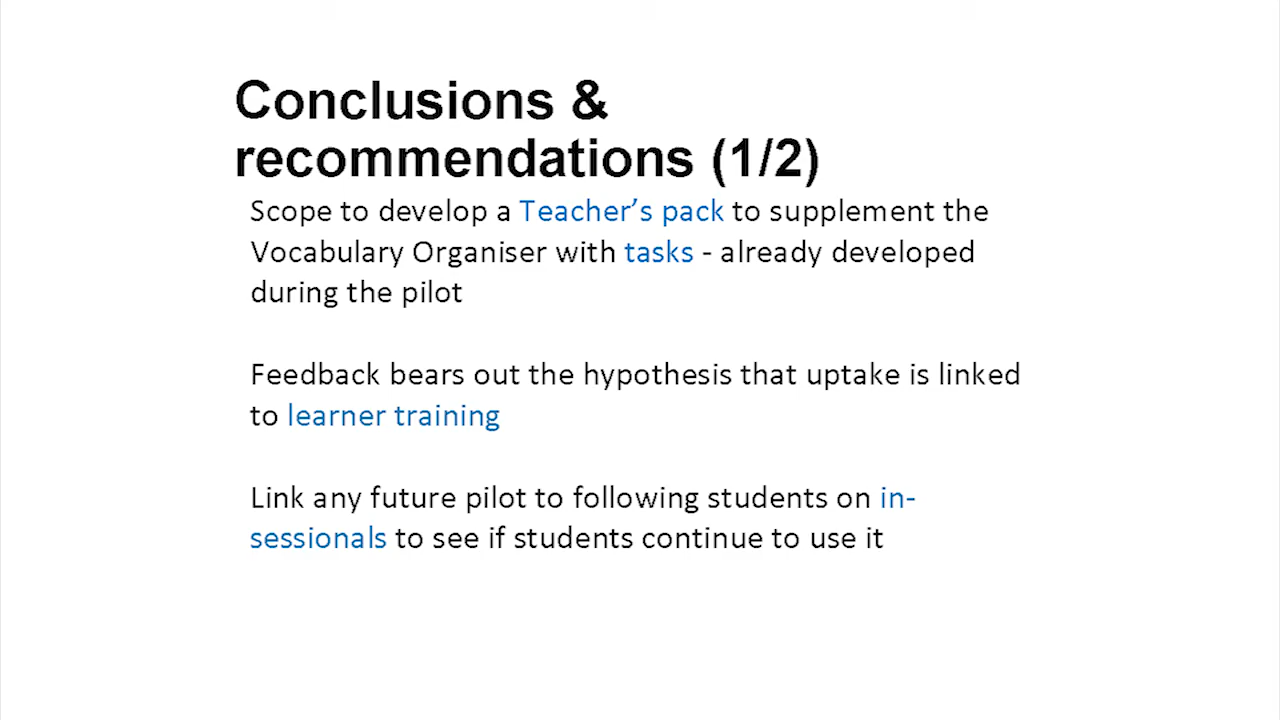 Conclusions &
recommendations (1/2)
Scope to develop a Teacher’s pack to supplement the
Vocabulary Organiser with tasks - already developed
during the pilot
Feedback bears out the hypothesis that uptake is linked
to learner training
Link any future pilot to following students on in-
sessionals to see if students continue to use it